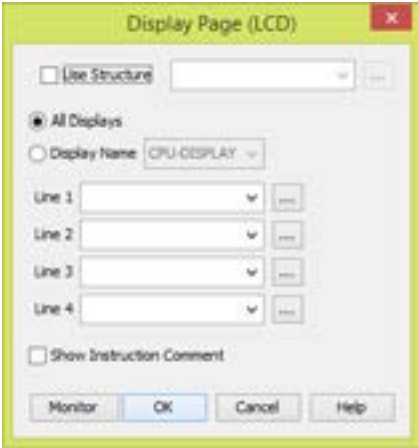 Display Page (LCD)
Use Structure
...
All Displays
Display Name CPU-DISPLAY
Line 1 ....
Line 2 ....
Line 3 ....
Line 4 ....
Show Instruction Comment
Monitor OK Cancel Help